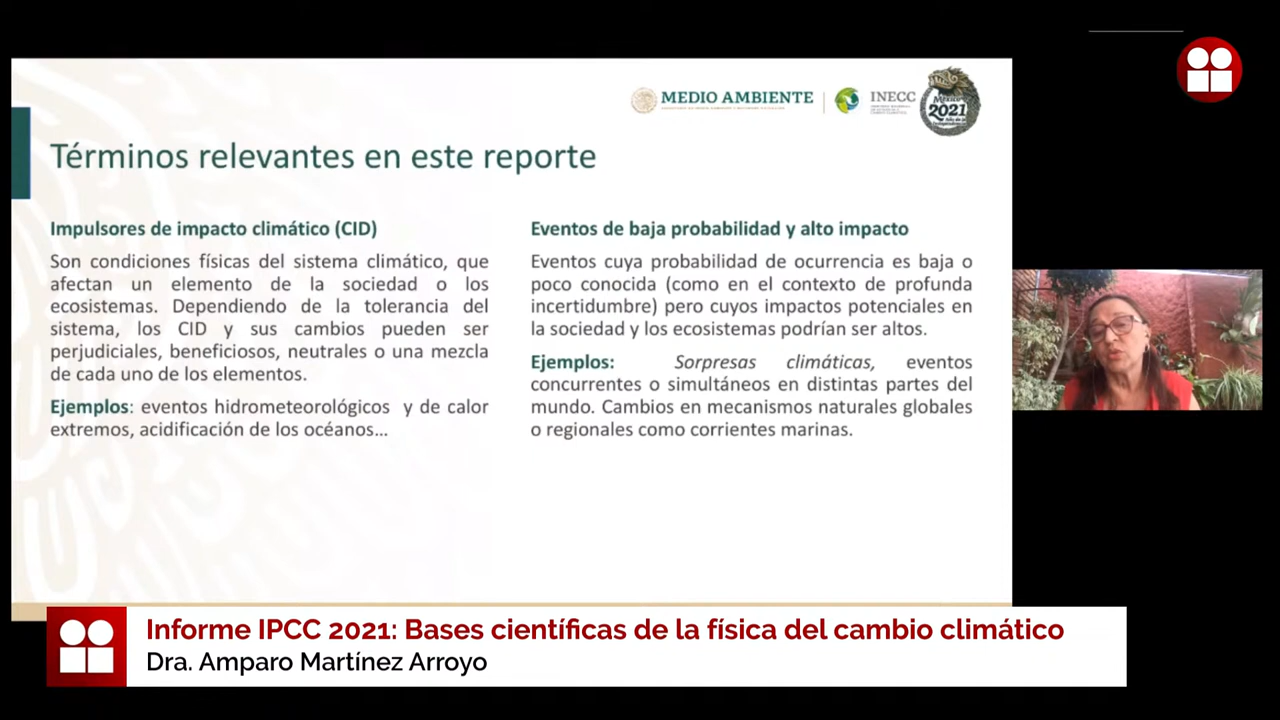 MEDIO AMBIENTE
INECC
México
2021
Términos relevantes en este reporte
Impulsores de impacto climático (CID)
Son condiciones físicas del sistema climático, que
afectan un elemento de la sociedad o los
ecosistemas. Dependiendo de la tolerancia del
sistema, los CID y sus cambios pueden ser
perjudiciales, beneficiosos, neutrales o una mezcla
de cada uno de los elementos.
Ejemplos: eventos hidrometeorológicos y de calor
extremos, acidificación de los océanos...
Eventos de baja probabilidad y alto impacto
Eventos cuya probabilidad de ocurrencia es baja o
poco conocida (como en el contexto de profunda
incertidumbre) pero cuyos impactos potenciales en
la sociedad y los ecosistemas podrían ser altos.
Ejemplos: Sorpresas climáticas, eventos
concurrentes o simultáneos en distintas partes del
mundo. Cambios en mecanismos naturales globales
o regionales como corrientes marinas.
Informe IPCC 2021: Bases científicas de la física del cambio climático
Dra. Amparo Martínez Arroyo